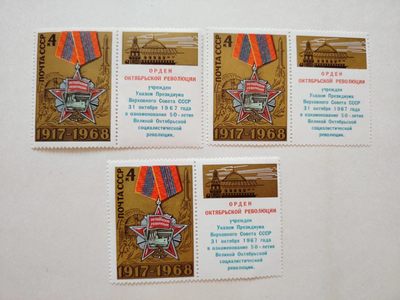 ПОЧТА СССР
4
1917-1968
ОРДЕН
ОКТЯБРЬСКОЙ РЕВОЛЮЦИИ
учрежден
Указом Президиума
Верховного Совета СССР
31 октября 1967 года
в ознаменование 50-летия
Великой Октябрьской
социалистической
революции.
ПОЧТА СССР
4
1917-1968
ОРДЕН
ОКТЯБРЬСКОЙ РЕВОЛЮЦИИ
учрежден
Указом Президиума
Верховного Совета СССР
31 октября 1967 года
в ознаменование 50-летия
Великой Октябрьской
социалистической
революции.
ПОЧТА СССР
4
1917-1968
ОРДЕН
ОКТЯБРЬСКОЙ РЕВОЛЮЦИИ
учрежден
Указом Президиума
Верховного Совета СССР
31 октября 1967 года
в ознаменование 50-летия
Великой Октябрьской
социалистической
революции.